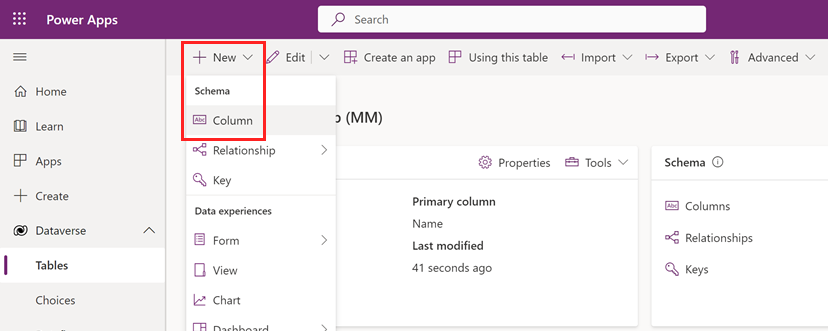 Power Apps
Search
New
Edit
Create an app
Using this table
Import
Export
Advanced
Home
Learn
Apps
Create
Dataverse
Tables
Choices
Schema
Column
Relationship
Key
Data experiences
Form
View
Chart
Dashboard
(MM)
Properties
Tools
Primary column
Name
Last modified
41 seconds ago
Schema
Columns
Relationships
Keys